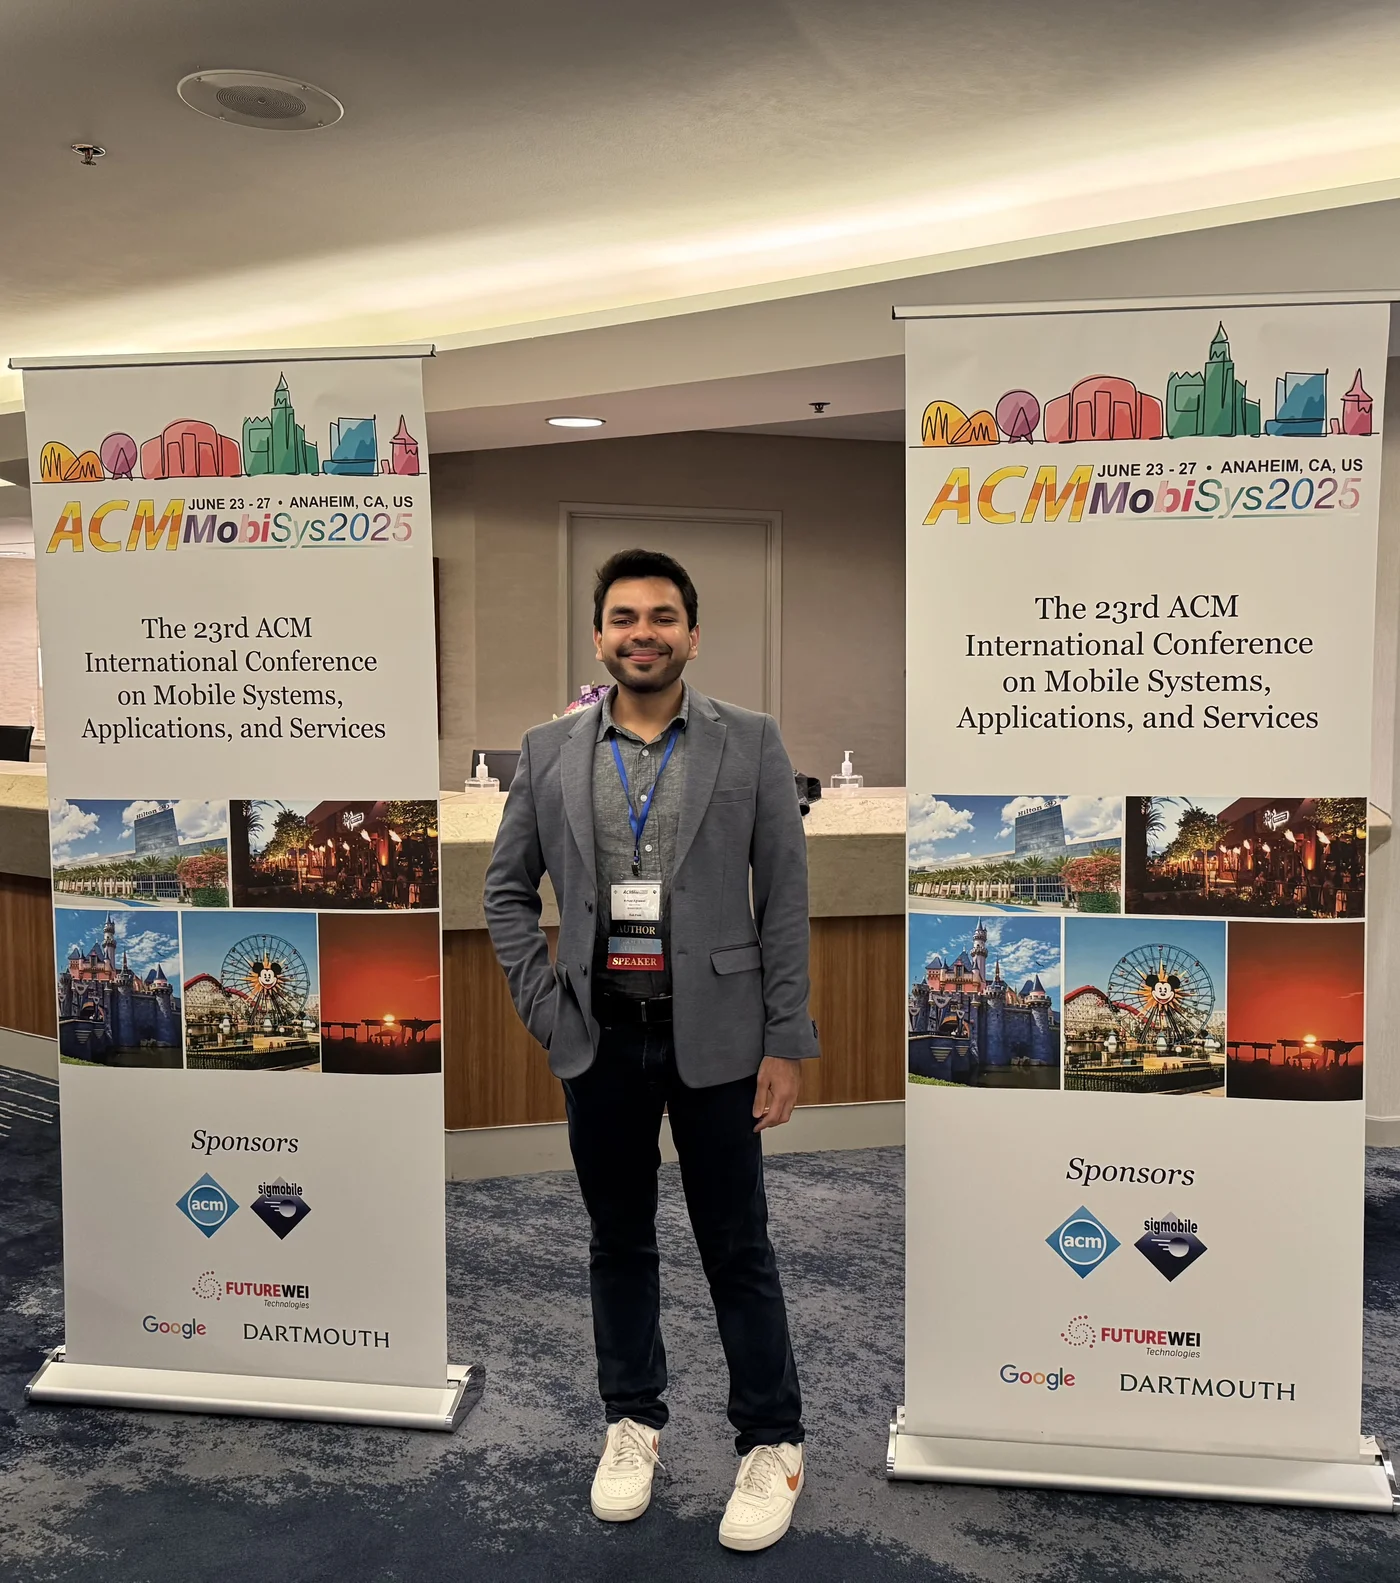 JUNE 23 - 27 • ANAHEIM, CA, US
ACM MobiSys2025
The 23rd ACM
International Conference
on Mobile Systems,
Applications, and Services
Hilton
Sponsors
acm
sigmobile
FUTUREWEI
Technologies
Google
DARTMOUTH
AUTHOR
SPEAKER
JUNE 23 - 27 • ANAHEIM, CA, US
ACM MobiSys2025
The 23rd ACM
International Conference
on Mobile Systems,
Applications, and Services
Hilton
Sponsors
acm
sigmobile
FUTUREWEI
Technologies
Google
DARTMOUTH